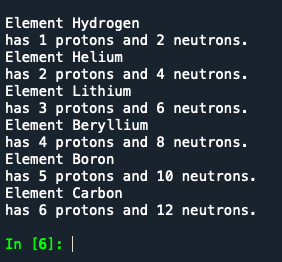 Element Hydrogen
has 1 protons and 2 neutrons.
Element Helium
has 2 protons and 4 neutrons.
Element Lithium
has 3 protons and 6 neutrons.
Element Beryllium
has 4 protons and 8 neutrons.
Element Boron
has 5 protons and 10 neutrons.
Element Carbon
has 6 protons and 12 neutrons.
In [6]: